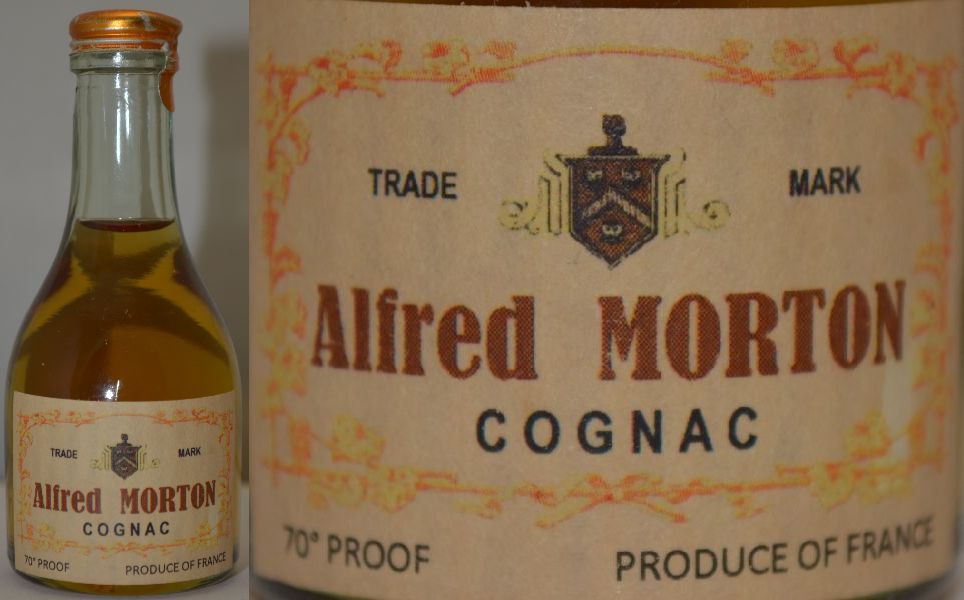 TRADE MARK
Alfred MORTON
COGNAC
70° PROOF PRODUCE OF FRANCE
TRADE MARK
Alfred MORTON
COGNAC
70° PROOF PRODUCE OF FRANCE